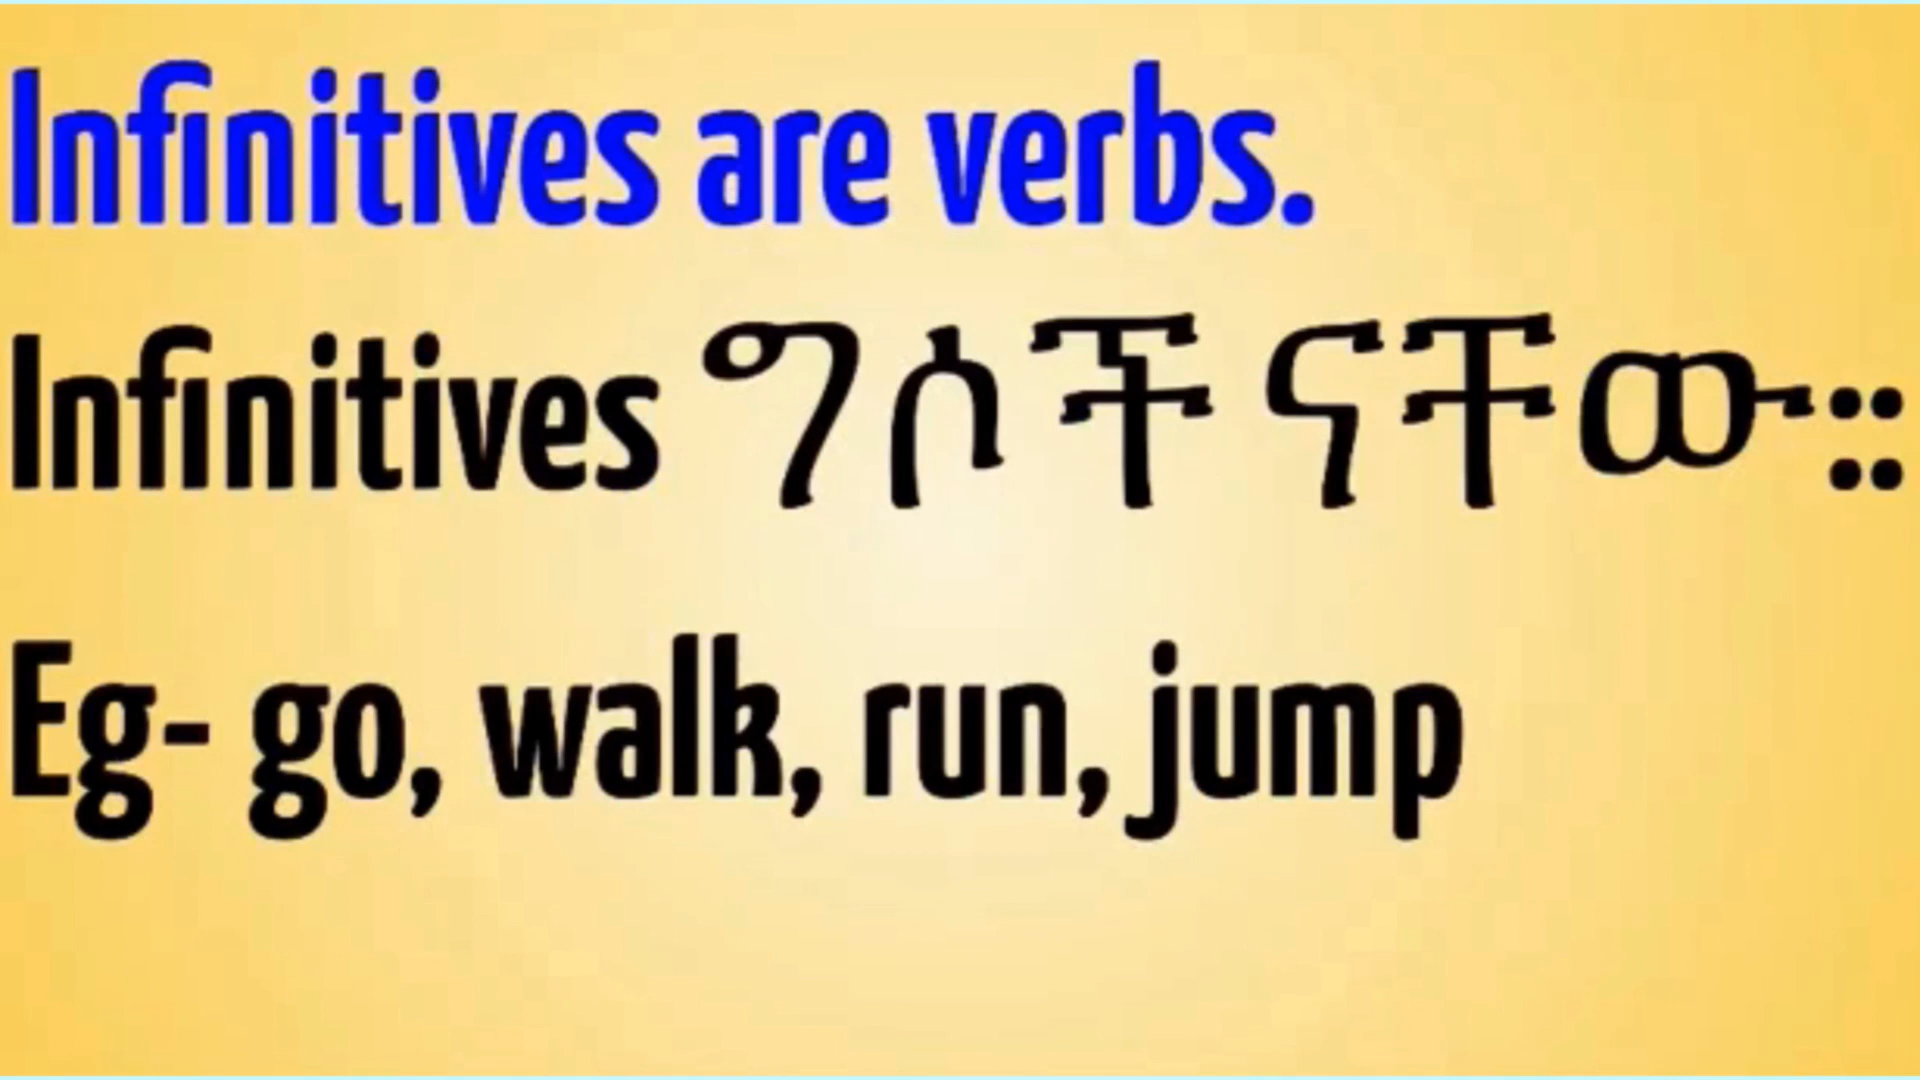 Infinitives are verbs.
Infinitives ግሶች ናቸው።
Eg- go, walk, run, jump